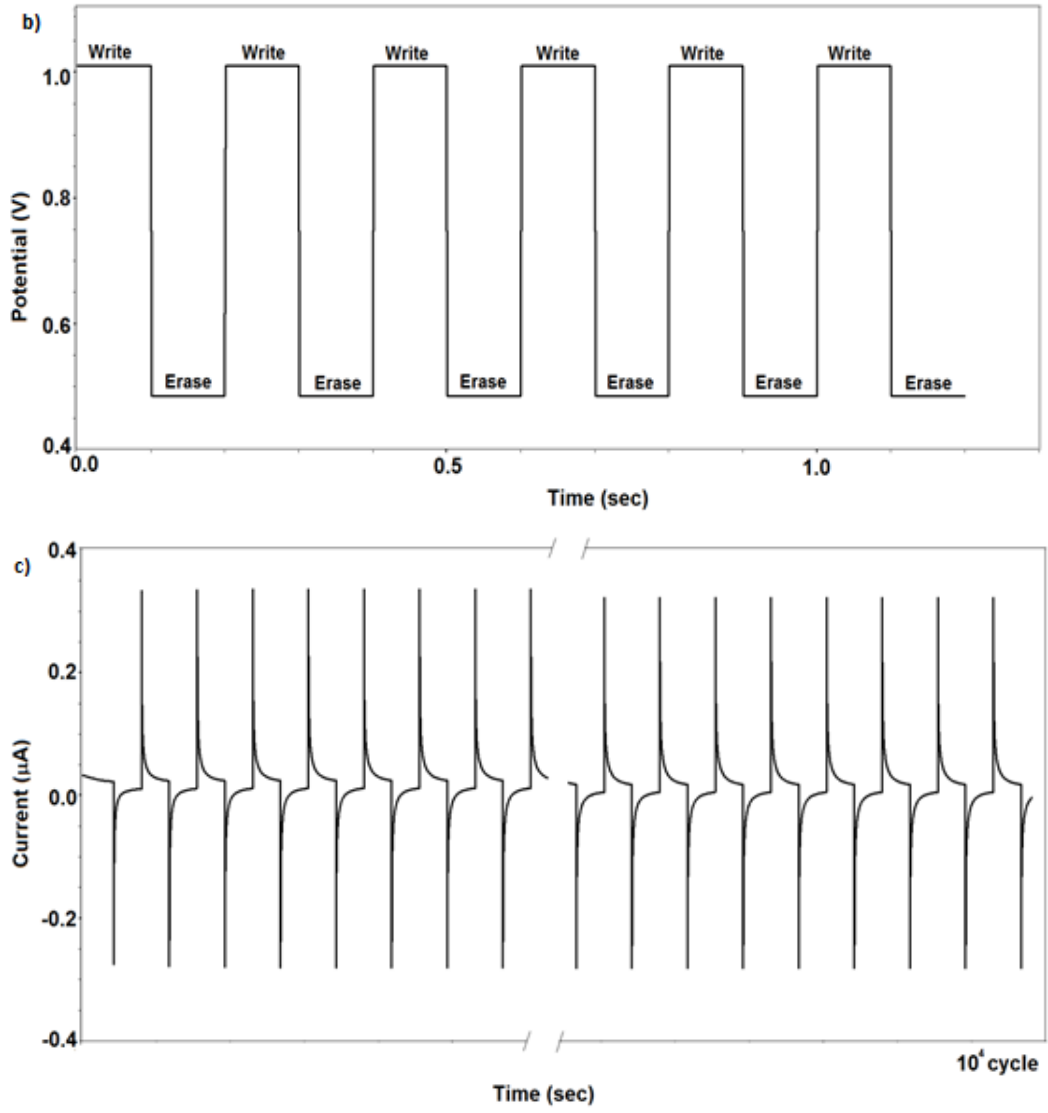 b)
Write Write Write Write Write Write
1.0
0.8
0.6
0.4
Potential (V)
Erase Erase Erase Erase Erase Erase
0.0 0.5 1.0
Time (sec)
c)
0.4
0.2
0.0
-0.2
-0.4
Current (µA)
10⁴ cycle
Time (sec)